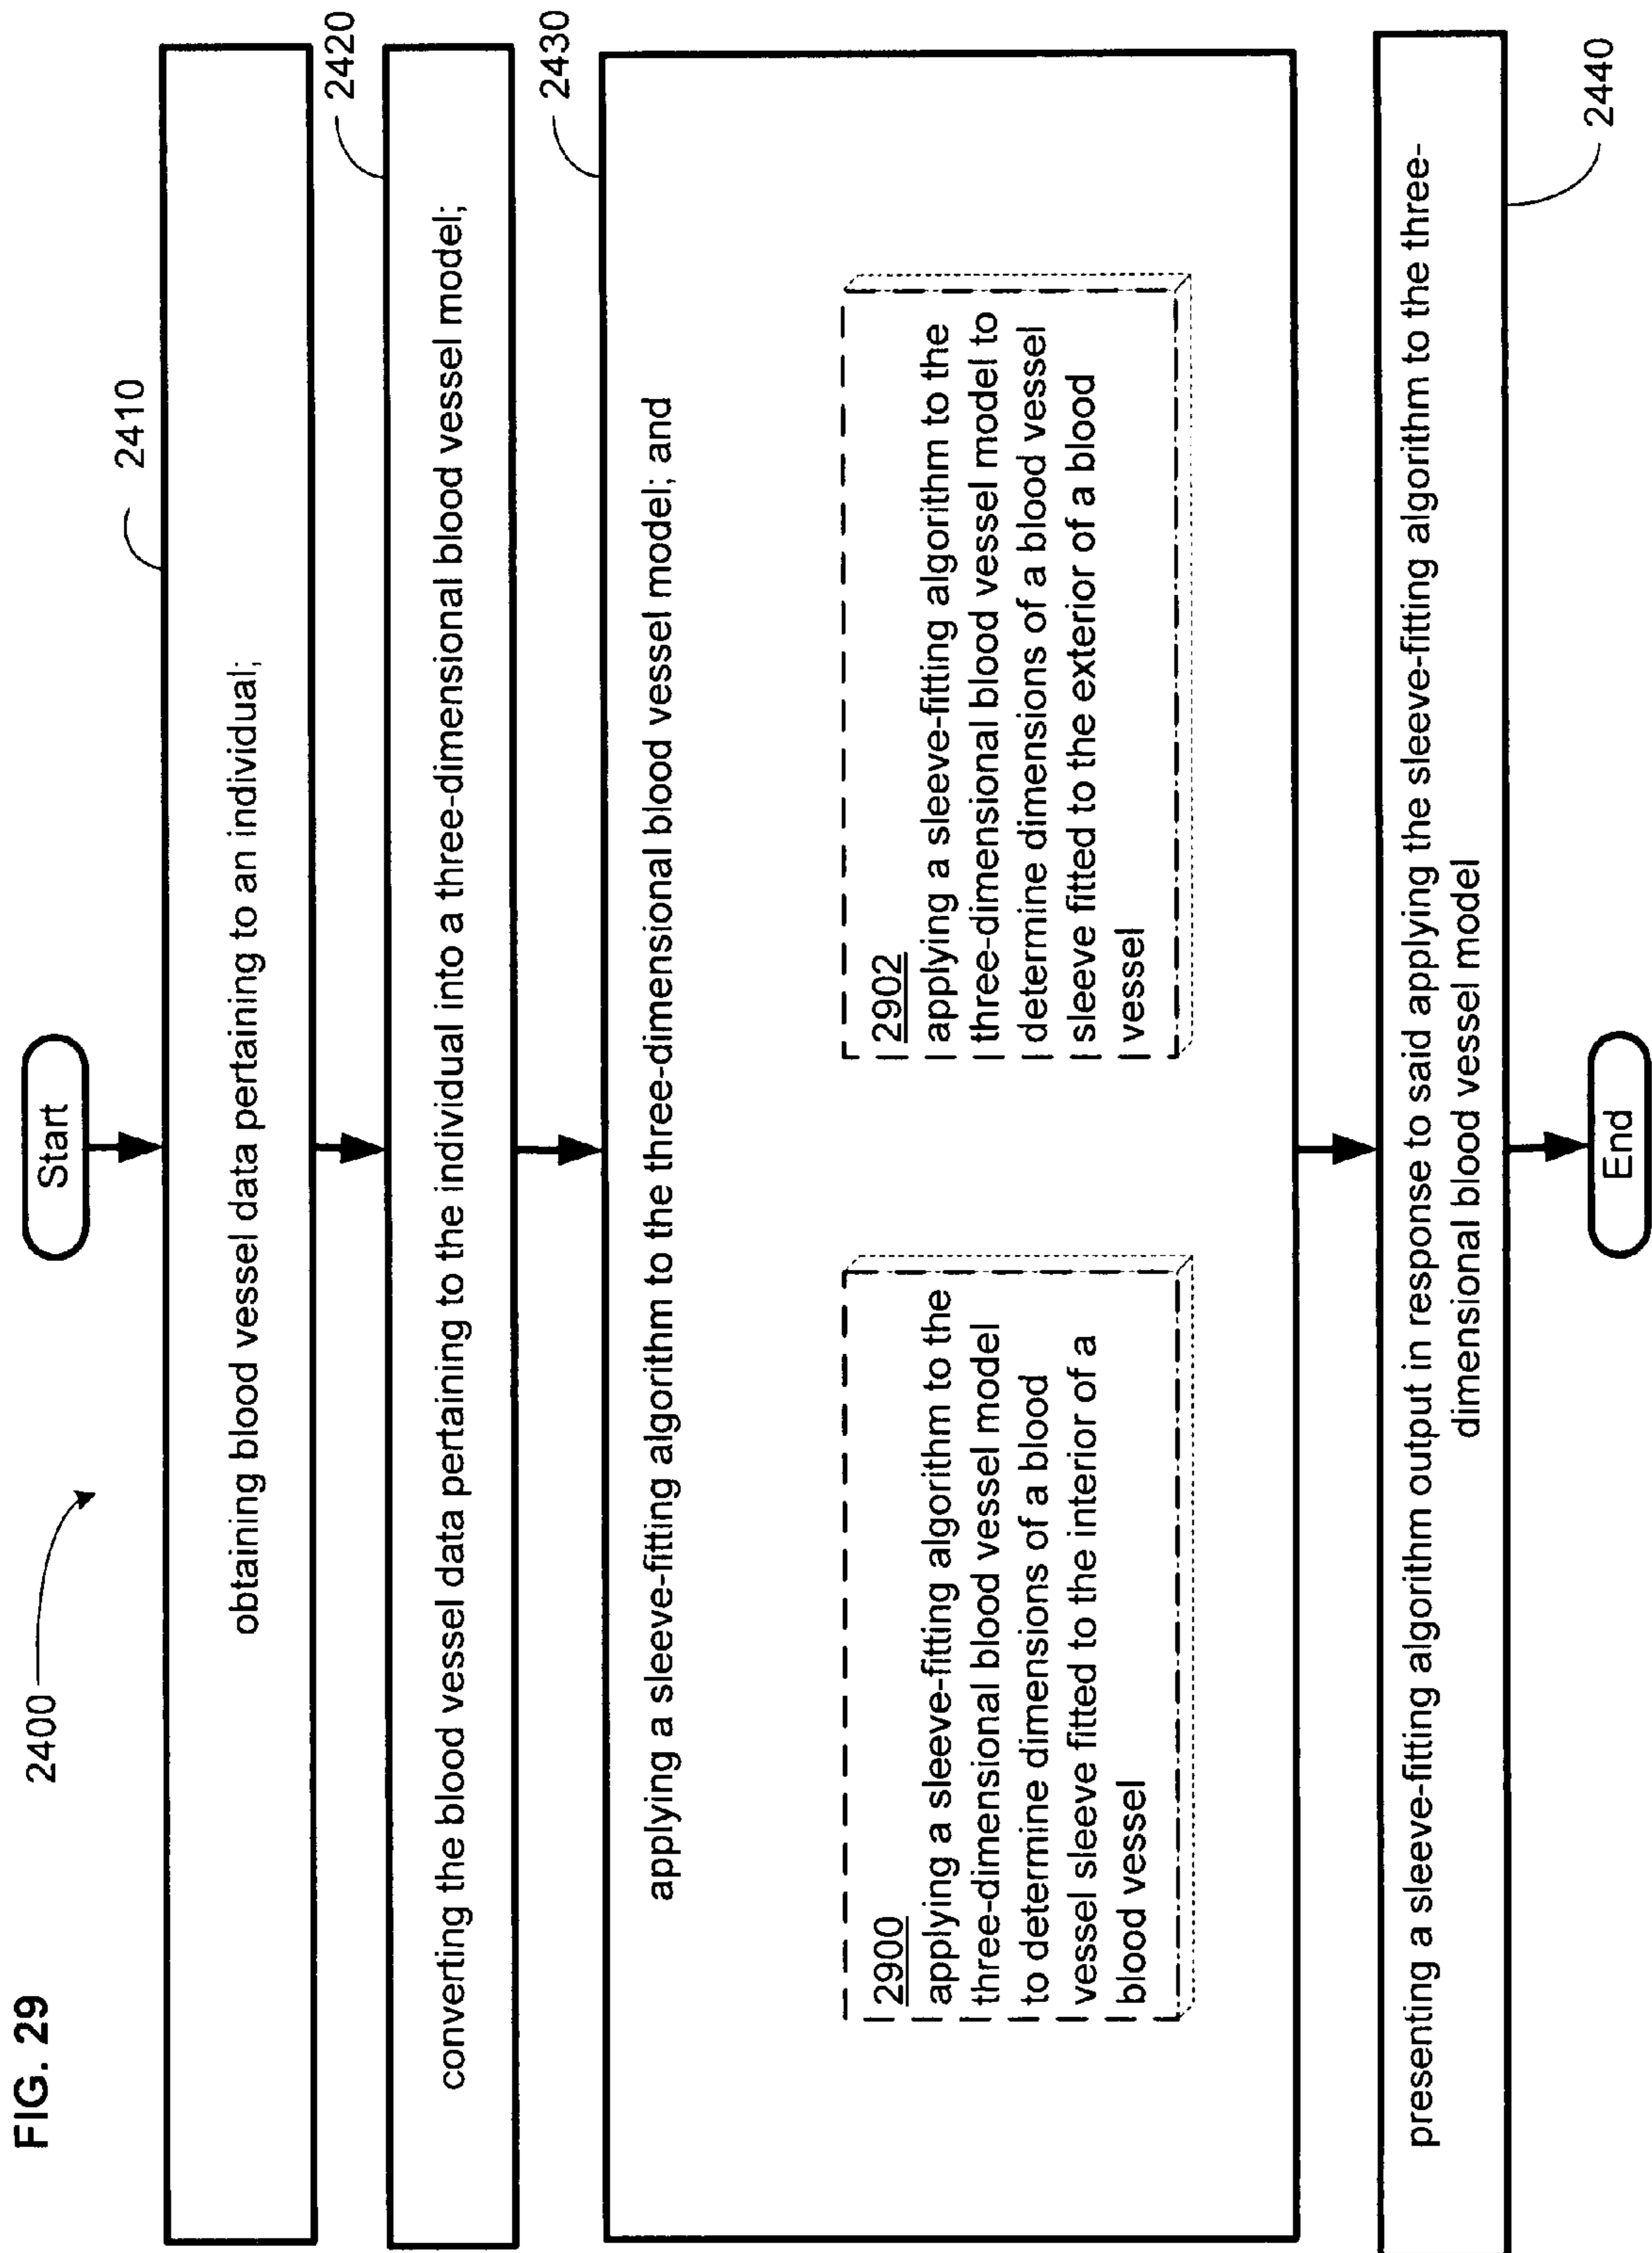 FIG. 29
2400
Start
2410
obtaining blood vessel data pertaining to an individual;
2420
converting the blood vessel data pertaining to the individual into a three-dimensional blood vessel model;
2430
applying a sleeve-fitting algorithm to the three-dimensional blood vessel model; and
2900
applying a sleeve-fitting algorithm to the
three-dimensional blood vessel model
to determine dimensions of a blood
vessel sleeve fitted to the interior of a
blood vessel
2902
applying a sleeve-fitting algorithm to the
three-dimensional blood vessel model to
determine dimensions of a blood vessel
sleeve fitted to the exterior of a blood
vessel
presenting a sleeve-fitting algorithm output in response to said applying the sleeve-fitting algorithm to the three-
dimensional blood vessel model
2440
End